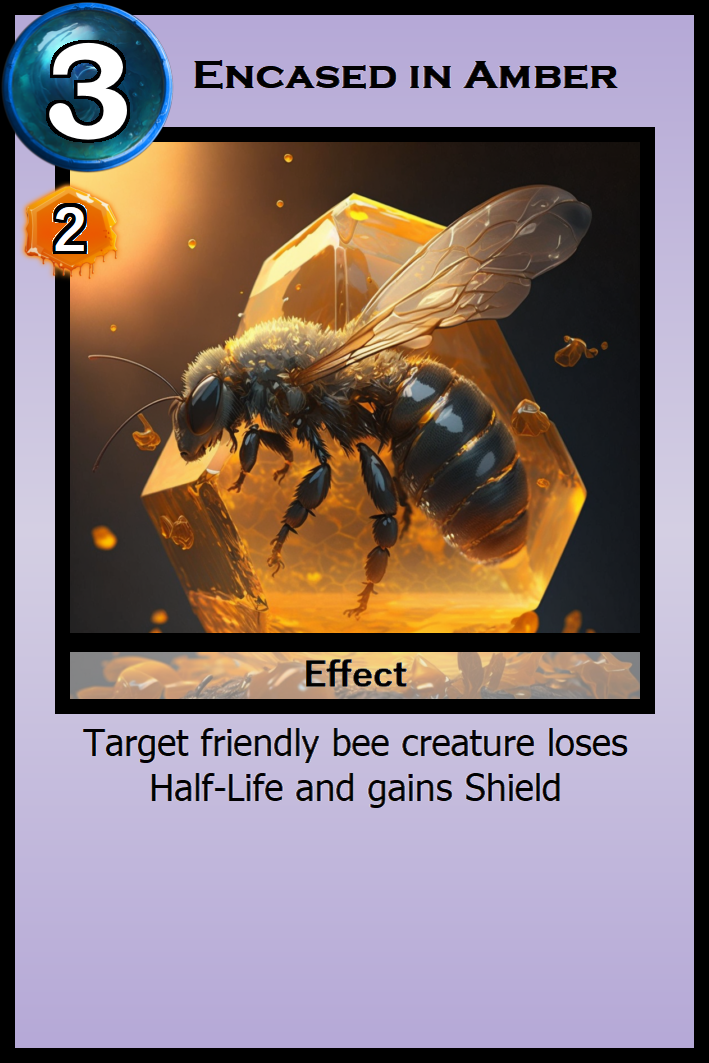 3
Encased in Amber
2
Effect
Target friendly bee creature loses
Half-Life and gains Shield